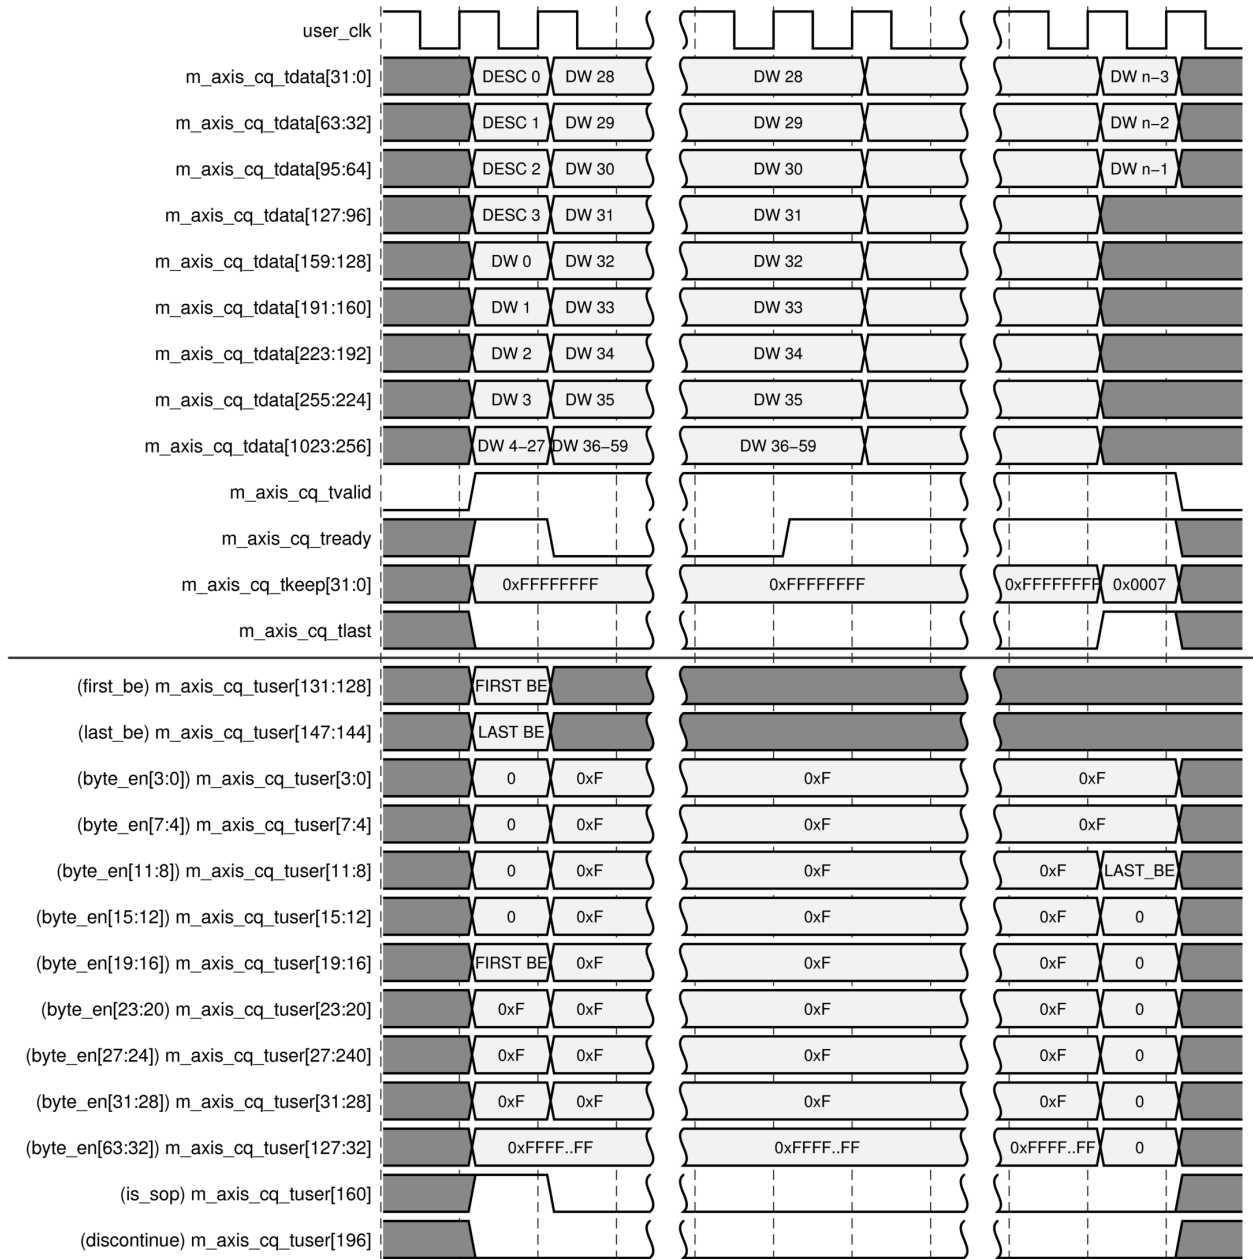 user_clk
m_axis_cq_tdata[31:0] DESC 0 DW 28 DW 28 DW n−3
m_axis_cq_tdata[63:32] DESC 1 DW 29 DW 29 DW n−2
m_axis_cq_tdata[95:64] DESC 2 DW 30 DW 30 DW n−1
m_axis_cq_tdata[127:96] DESC 3 DW 31 DW 31
m_axis_cq_tdata[159:128] DW 0 DW 32 DW 32
m_axis_cq_tdata[191:160] DW 1 DW 33 DW 33
m_axis_cq_tdata[223:192] DW 2 DW 34 DW 34
m_axis_cq_tdata[255:224] DW 3 DW 35 DW 35
m_axis_cq_tdata[1023:256] DW 4−27 DW 36−59 DW 36−59
m_axis_cq_tvalid
m_axis_cq_tready
m_axis_cq_tkeep[31:0] 0xFFFFFFFF 0xFFFFFFFF 0xFFFFFFFF 0x0007
m_axis_cq_tlast
(first_be) m_axis_cq_tuser[131:128] FIRST BE
(last_be) m_axis_cq_tuser[147:144] LAST BE
(byte_en[3:0]) m_axis_cq_tuser[3:0] 0 0xF 0xF 0xF
(byte_en[7:4]) m_axis_cq_tuser[7:4] 0 0xF 0xF 0xF
(byte_en[11:8]) m_axis_cq_tuser[11:8] 0 0xF 0xF 0xF LAST_BE
(byte_en[15:12]) m_axis_cq_tuser[15:12] 0 0xF 0xF 0xF 0
(byte_en[19:16]) m_axis_cq_tuser[19:16] FIRST BE 0xF 0xF 0xF 0
(byte_en[23:20) m_axis_cq_tuser[23:20] 0xF 0xF 0xF 0xF 0
(byte_en[27:24]) m_axis_cq_tuser[27:240] 0xF 0xF 0xF 0xF 0
(byte_en[31:28]) m_axis_cq_tuser[31:28] 0xF 0xF 0xF 0xF 0
(byte_en[63:32]) m_axis_cq_tuser[127:32] 0xFFFF..FF 0xFFFF..FF 0xFFFF..FF 0
(is_sop) m_axis_cq_tuser[160]
(discontinue) m_axis_cq_tuser[196]